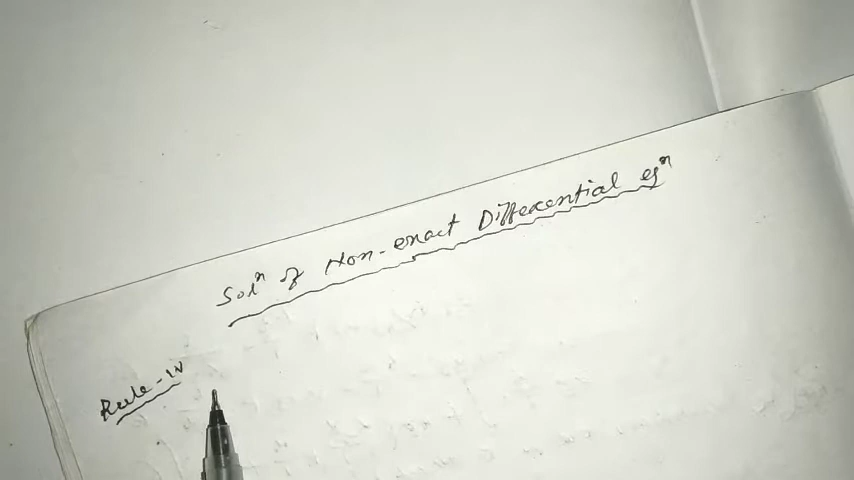 Solⁿ of Non-exact Differential eqⁿ
Rule-IV